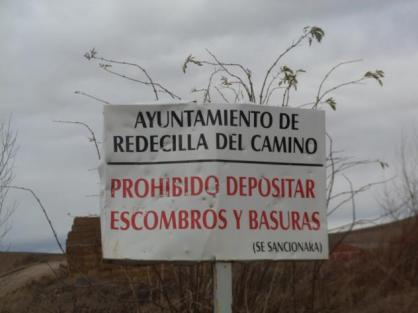 AYUNTAMIENTO DE
REDECILLA DEL CAMINO
PROHIBIDO DEPOSITAR
ESCOMBROS Y BASURAS
(SE SANCIONARA)